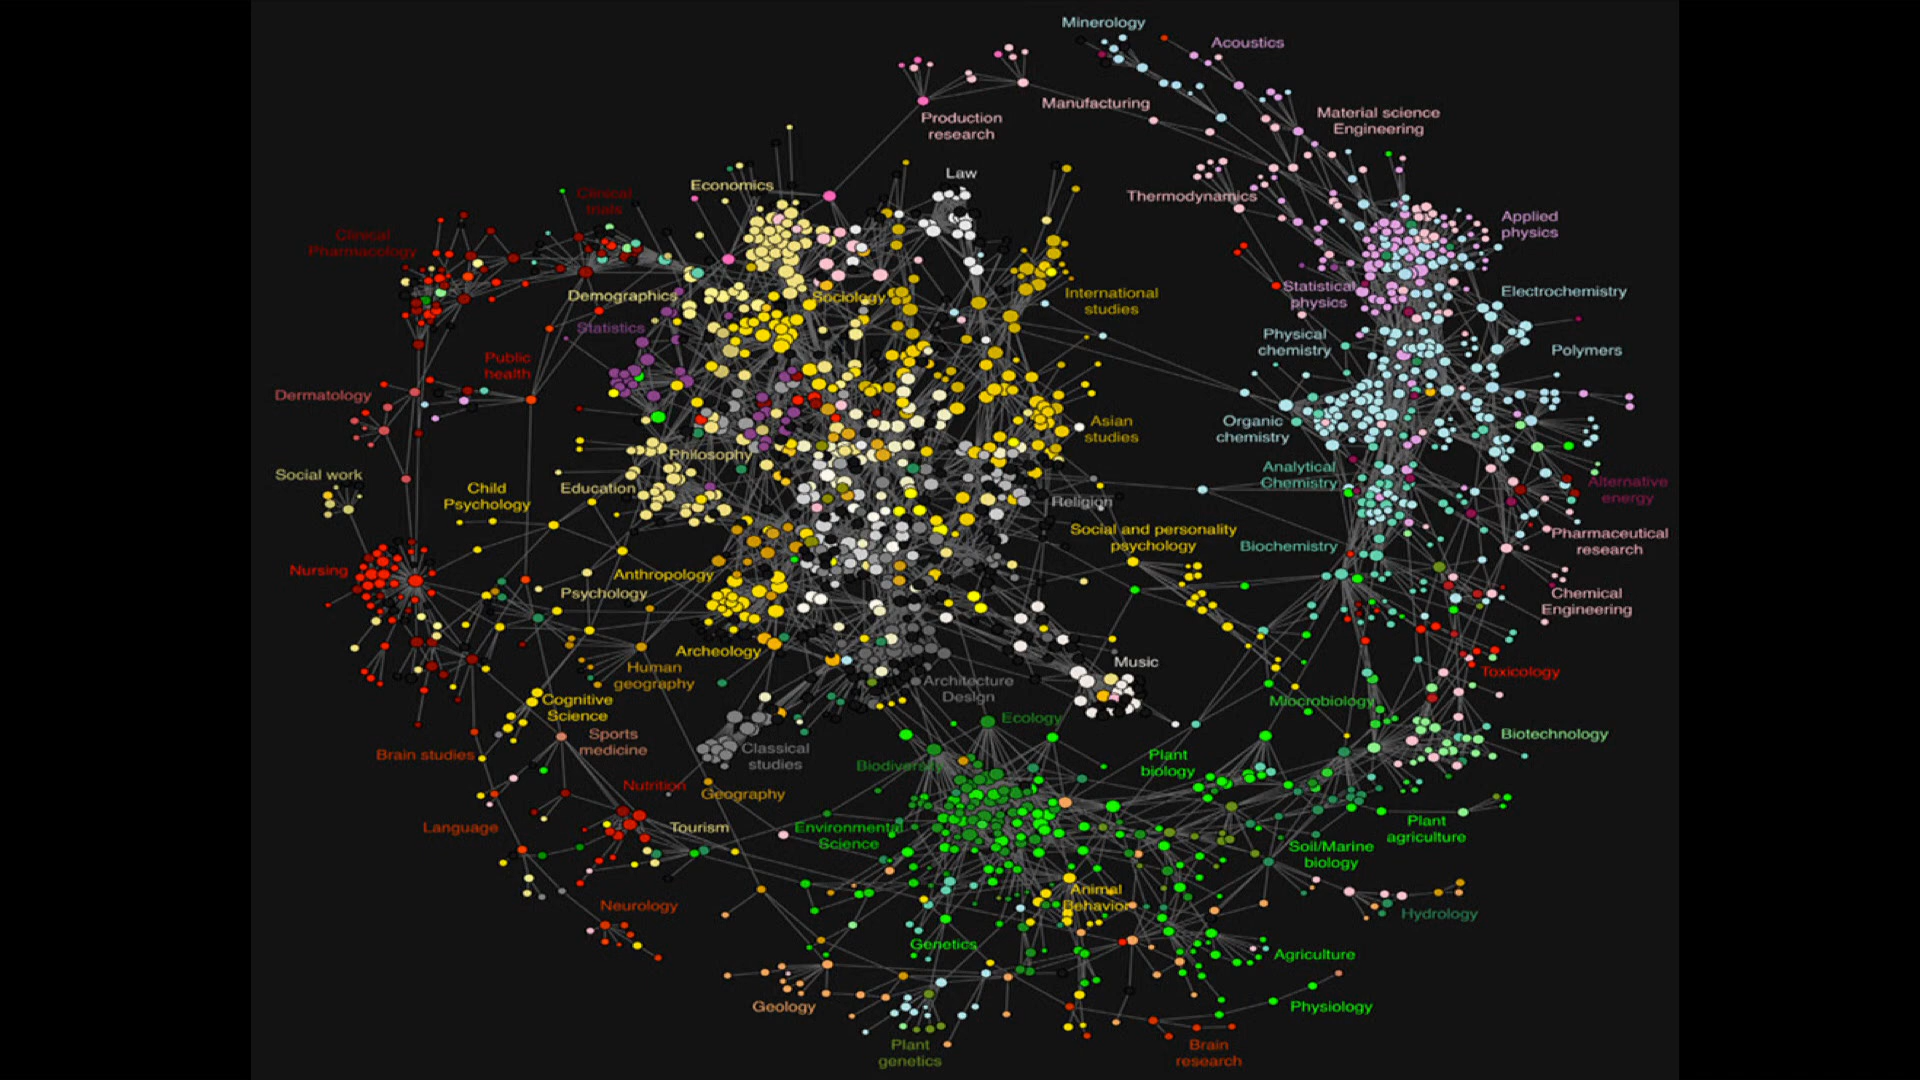 Minerology
Acoustics
Manufacturing
Production
research
Material science
Engineering
Law
Economics
Clinical
trials
Thermodynamics
Applied
physics
Clinical
Pharmacology
Demographics
Sociology
International
studies
Statistical
physics
Electrochemistry
Statistics
Physical
chemistry
Polymers
Public
health
Dermatology
Organic
chemistry
Asian
studies
Philosophy
Social work
Child
Psychology
Education
Religion
Analytical
Chemistry
Alternative
energy
Social and personality
psychology
Biochemistry
Pharmaceutical
research
Nursing
Anthropology
Psychology
Chemical
Engineering
Archeology
Human
geography
Music
Architecture
Design
Toxicology
Cognitive
Science
Miocrobiology
Ecology
Sports
medicine
Brain studies
Classical
studies
Biodiversity
Plant
biology
Biotechnology
Nutrition
Geography
Language
Tourism
Environmental
Science
Plant
agriculture
Soil/Marine
biology
Animal
Behavior
Neurology
Hydrology
Genetics
Agriculture
Geology
Physiology
Plant
genetics
Brain
research